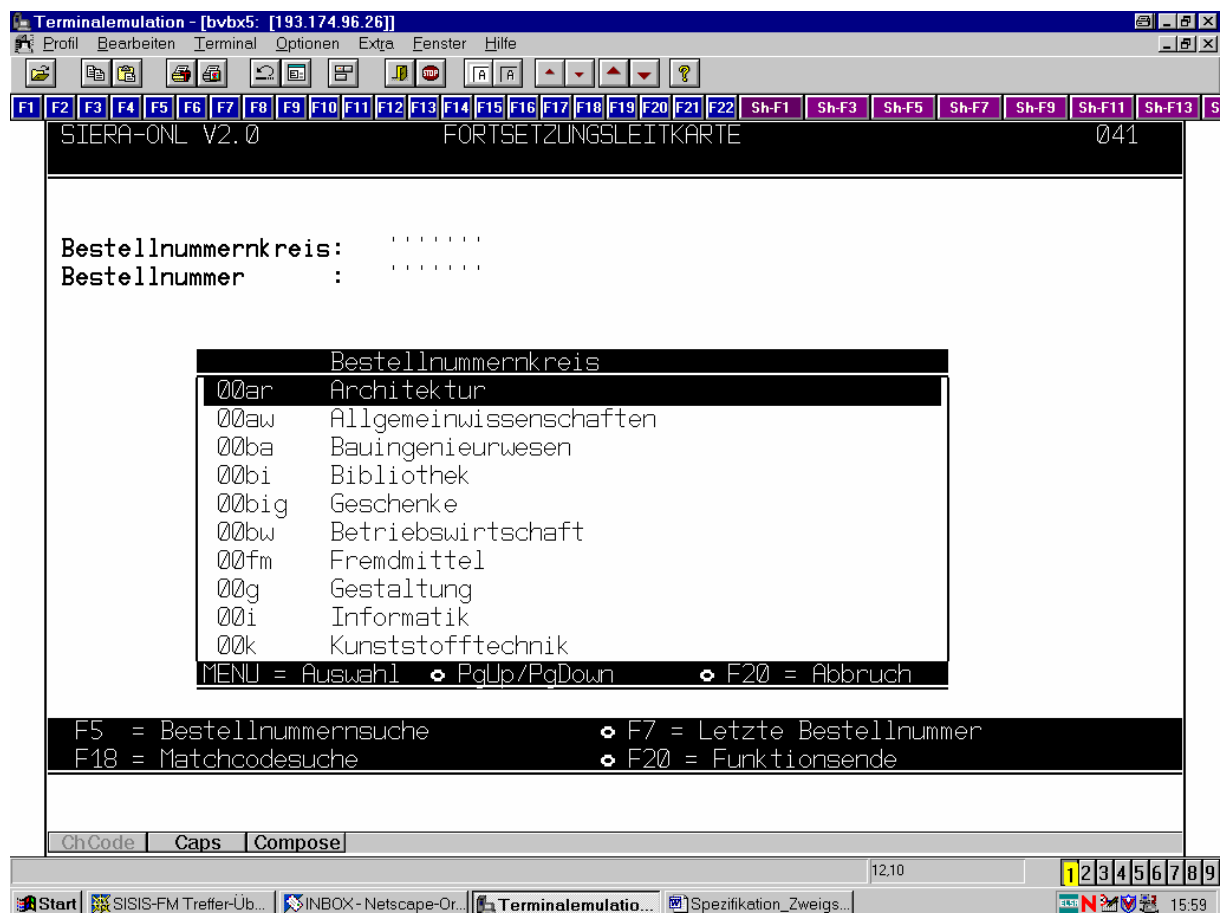 Terminalemulation - [bvbx5: [193.174.96.26]]
Profil Bearbeiten Terminal Optionen Extra Fenster Hilfe
STOP A A ?
F1 F2 F3 F4 F5 F6 F7 F8 F9 F10 F11 F12 F13 F14 F15 F16 F17 F18 F19 F20 F21 F22 Sh-F1 Sh-F3 Sh-F5 Sh-F7 Sh-F9 Sh-F11 Sh-F13 S
SIERA-ONL V2.0 FORTSETZUNGSLEITKARTE 041
Bestellnummernkreis: '''''''
Bestellnummer : '''''''
Bestellnummernkreis
00ar Architektur
00aw Allgemeinwissenschaften
00ba Bauingenieurwesen
00bi Bibliothek
00big Geschenke
00bw Betriebswirtschaft
00fm Fremdmittel
00g Gestaltung
00i Informatik
00k Kunststofftechnik
MENU = Auswahl o PgUp/PgDown o F20 = Abbruch
F5 = Bestellnummernsuche o F7 = Letzte Bestellnummer
F18 = Matchcodesuche o F20 = Funktionsende
ChCode Caps Compose
12,10 1 2 3 4 5 6 7 8 9
Start SISIS-FM Treffer-Üb... INBOX - Netscape-Or... Terminalemulatio... Spezifikation_Zweigs... N 15:59